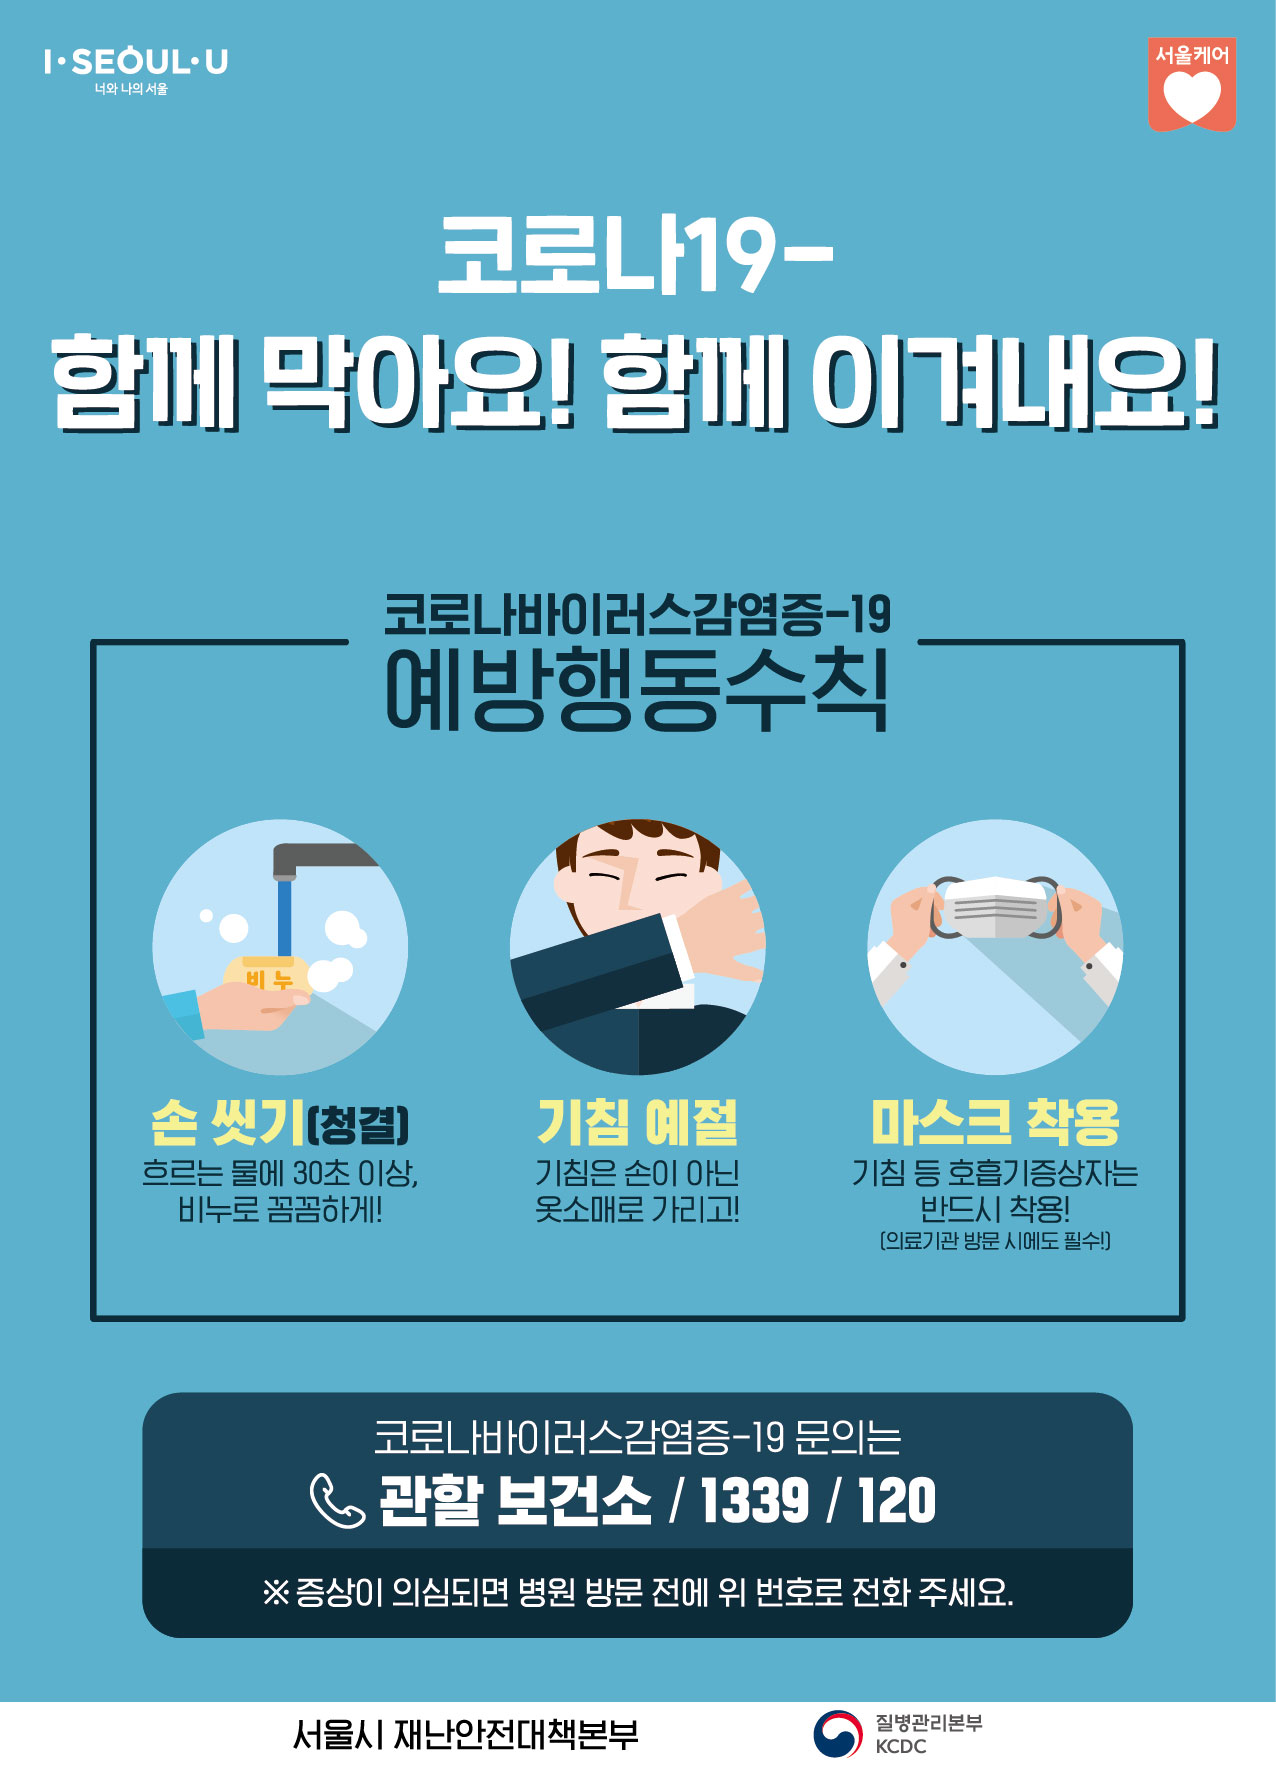 I·SEOUL·U
너와 나의 서울
서울케어
코로나19-
함께 막아요! 함께 이겨내요!
코로나바이러스감염증-19
예방행동수칙
비누
손 씻기(청결)
흐르는 물에 30초 이상,
비누로 꼼꼼하게!
기침 예절
기침은 손이 아닌
옷소매로 가리고!
마스크 착용
기침 등 호흡기증상자는
반드시 착용!
(의료기관 방문 시에도 필수!)
코로나바이러스감염증-19 문의는
관할 보건소 / 1339 / 120
※ 증상이 의심되면 병원 방문 전에 위 번호로 전화 주세요.
서울시 재난안전대책본부
질병관리본부
KCDC